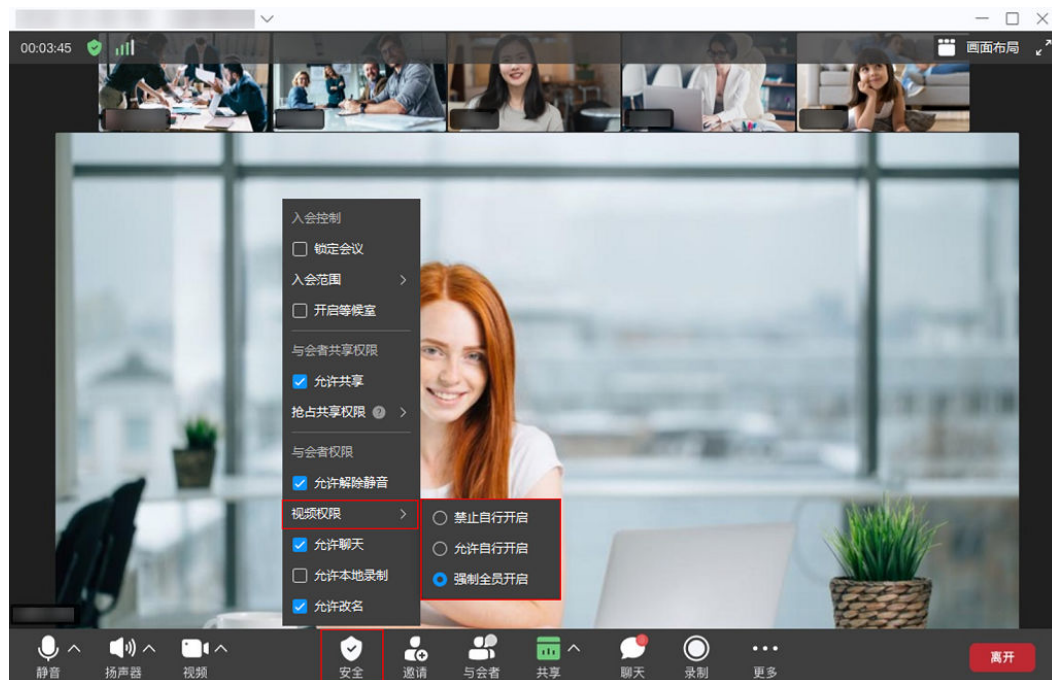 00:03:45
画面布局
入会控制
锁定会议
入会范围
开启等候室
与会者共享权限
允许共享
抢占共享权限
与会者权限
允许解除静音
视频权限
允许聊天
允许本地录制
允许改名
禁止自行开启
允许自行开启
强制全员开启
静音
扬声器
视频
安全
邀请
与会者
共享
聊天
录制
更多
离开